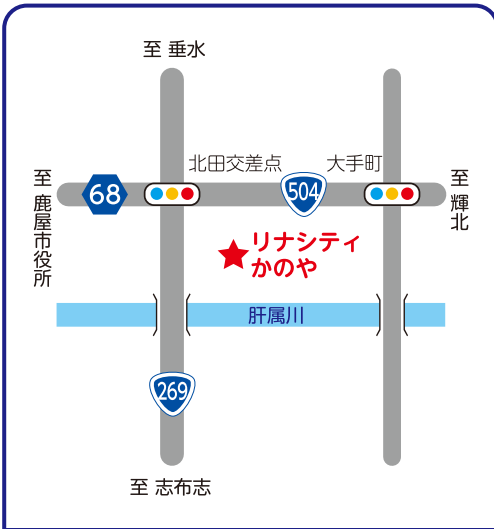 至 垂水
北田交差点
大手町
至 鹿屋市役所
68
504
至 輝北
リナシティ
かのや
肝属川
269
至 志布志